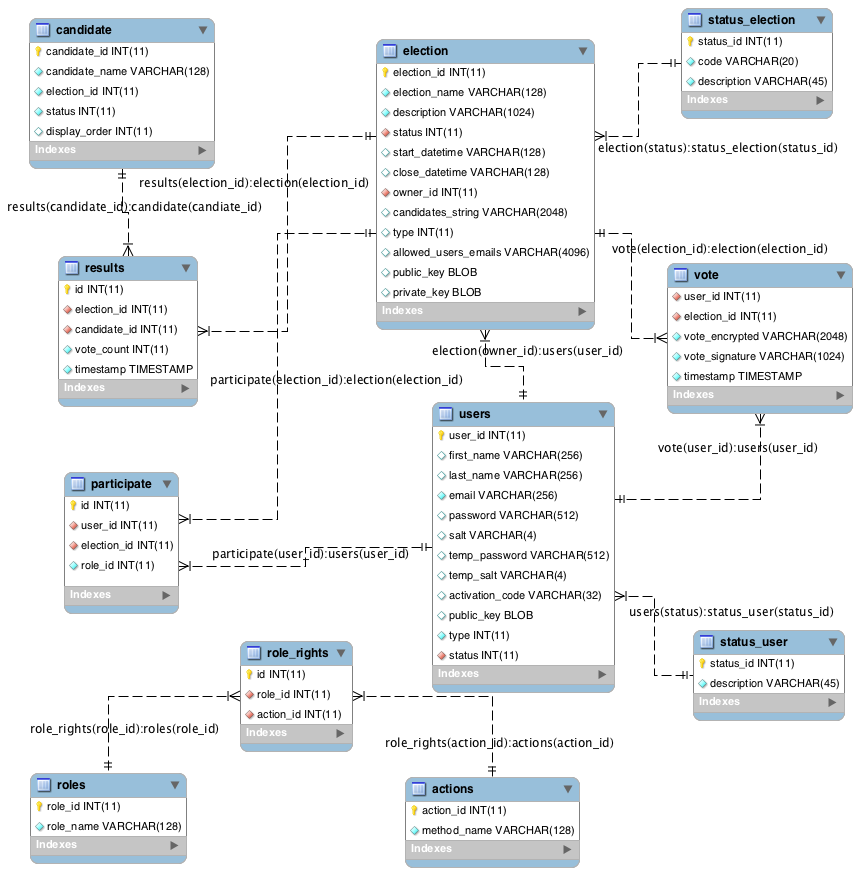 candidate
candidate_id INT(11)
candidate_name VARCHAR(128)
election_id INT(11)
status INT(11)
display_order INT(11)
Indexes
election
election_id INT(11)
election_name VARCHAR(128)
description VARCHAR(1024)
status INT(11)
start_datetime VARCHAR(128)
close_datetime VARCHAR(128)
owner_id INT(11)
candidates_string VARCHAR(2048)
type INT(11)
allowed_users_emails VARCHAR(4096)
public_key BLOB
private_key BLOB
Indexes
status_election
status_id INT(11)
code VARCHAR(20)
description VARCHAR(45)
Indexes
election(status):status_election(status_id)
results(election_id):election(election_id)
results(candidate_id):candidate(candiate_id)
vote(election_id):election(election_id)
results
id INT(11)
election_id INT(11)
candidate_id INT(11)
vote_count INT(11)
timestamp TIMESTAMP
Indexes
vote
user_id INT(11)
election_id INT(11)
vote_encrypted VARCHAR(2048)
vote_signature VARCHAR(1024)
timestamp TIMESTAMP
Indexes
election(owner_id):users(user_id)
participate(election_id):election(election_id)
vote(user_id):users(user_id)
users
user_id INT(11)
first_name VARCHAR(256)
last_name VARCHAR(256)
email VARCHAR(256)
password VARCHAR(512)
salt VARCHAR(4)
temp_password VARCHAR(512)
temp_salt VARCHAR(4)
activation_code VARCHAR(32)
public_key BLOB
type INT(11)
status INT(11)
Indexes
participate
id INT(11)
user_id INT(11)
election_id INT(11)
role_id INT(11)
Indexes
participate(user_id):users(user_id)
users(status):status_user(status_id)
status_user
status_id INT(11)
description VARCHAR(45)
Indexes
role_rights
id INT(11)
role_id INT(11)
action_id INT(11)
Indexes
role_rights(role_id):roles(role_id)
role_rights(action_id):actions(action_id)
roles
role_id INT(11)
role_name VARCHAR(128)
Indexes
actions
action_id INT(11)
method_name VARCHAR(128)
Indexes